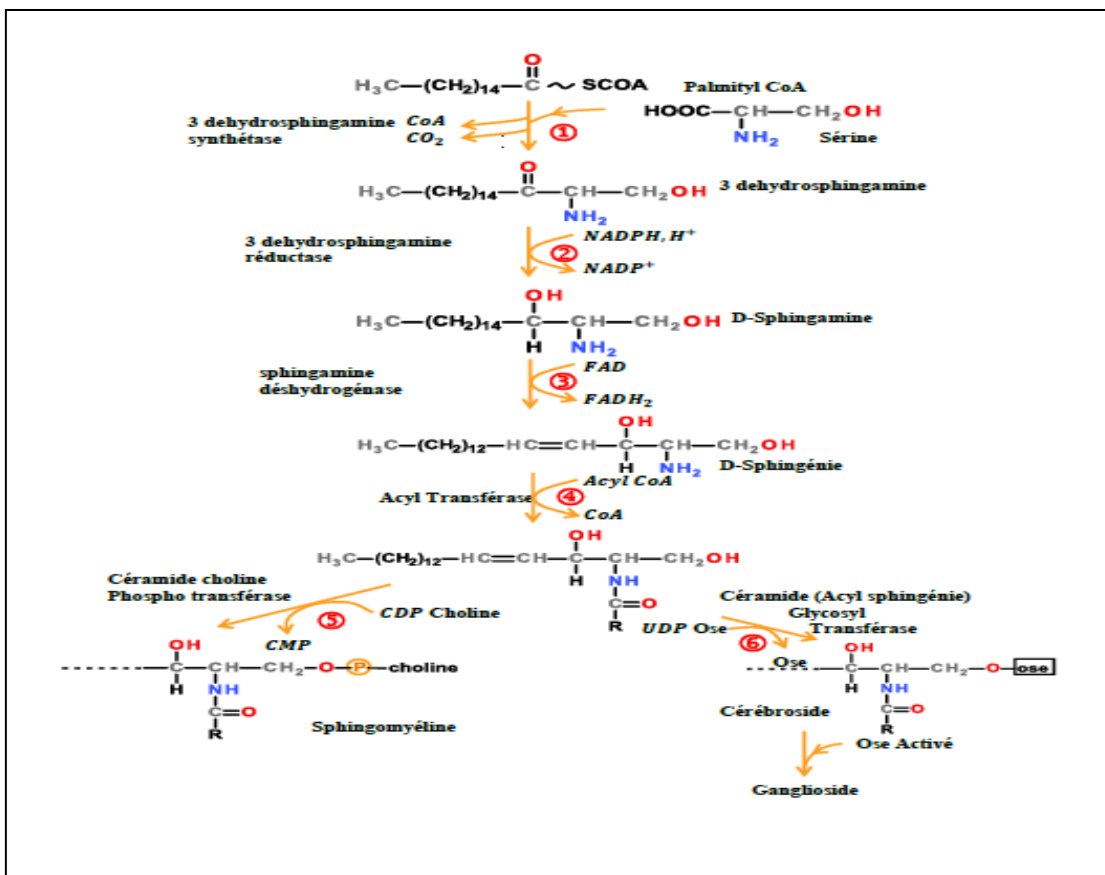 H₃C—(CH₂)₁₄—C ~ SCOA
O
Palmityl CoA
HOOC—CH—CH₂OH
NH₂
Sérine
3 dehydrosphingamine
synthétase
CoA
CO₂
①
O
H₃C—(CH₂)₁₄—C—CH—CH₂OH
NH₂
3 dehydrosphingamine
3 dehydrosphingamine
réductase
②
NADPH, H⁺
NADP⁺
OH
H₃C—(CH₂)₁₄—C—CH—CH₂OH
H NH₂
D-Sphingamine
sphingamine
déshydrogénase
③
FAD
FADH₂
OH
H₃C—(CH₂)₁₂—HC=CH—C—CH—CH₂OH
H NH₂
D-Sphingénie
Acyl Transférase
④
Acyl CoA
CoA
OH
H₃C—(CH₂)₁₂—HC=CH—C—CH—CH₂OH
H NH
C=O
R
Céramide choline
Phospho transférase
⑤
CDP Choline
CMP
Céramide (Acyl sphingénie)
Glycosyl
Transférase
UDP Ose
⑥
Ose
OH
C—CH—CH₂—O—P—choline
H NH
C=O
R
Sphingomyéline
OH
C—CH—CH₂—O—ose
H NH
C=O
R
Cérébroside
Ose Activé
Ganglioside